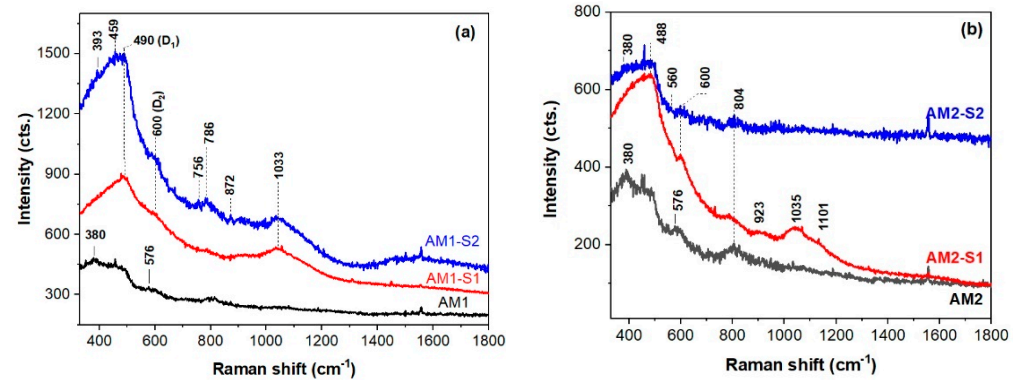 (a)
393
459
490 (D₁)
600 (D₂)
756
786
872
1033
380
576
AM1-S2
AM1-S1
AM1
1500
1200
900
600
300
Intensity (cts.)
400 600 800 1000 1200 1400 1600 1800
Raman shift (cm⁻¹)
(b)
380
488
560
600
804
380
576
923
1035
1101
AM2-S2
AM2-S1
AM2
800
600
400
200
Intensity (cts.)
400 600 800 1000 1200 1400 1600 1800
Raman shift (cm⁻¹)